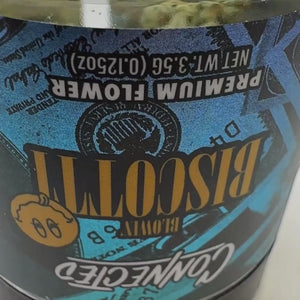 CONNECTED
BLOWIN'
BISCOTTI
PREMIUM FLOWER
NET WT. 3.5G (0.125OZ)